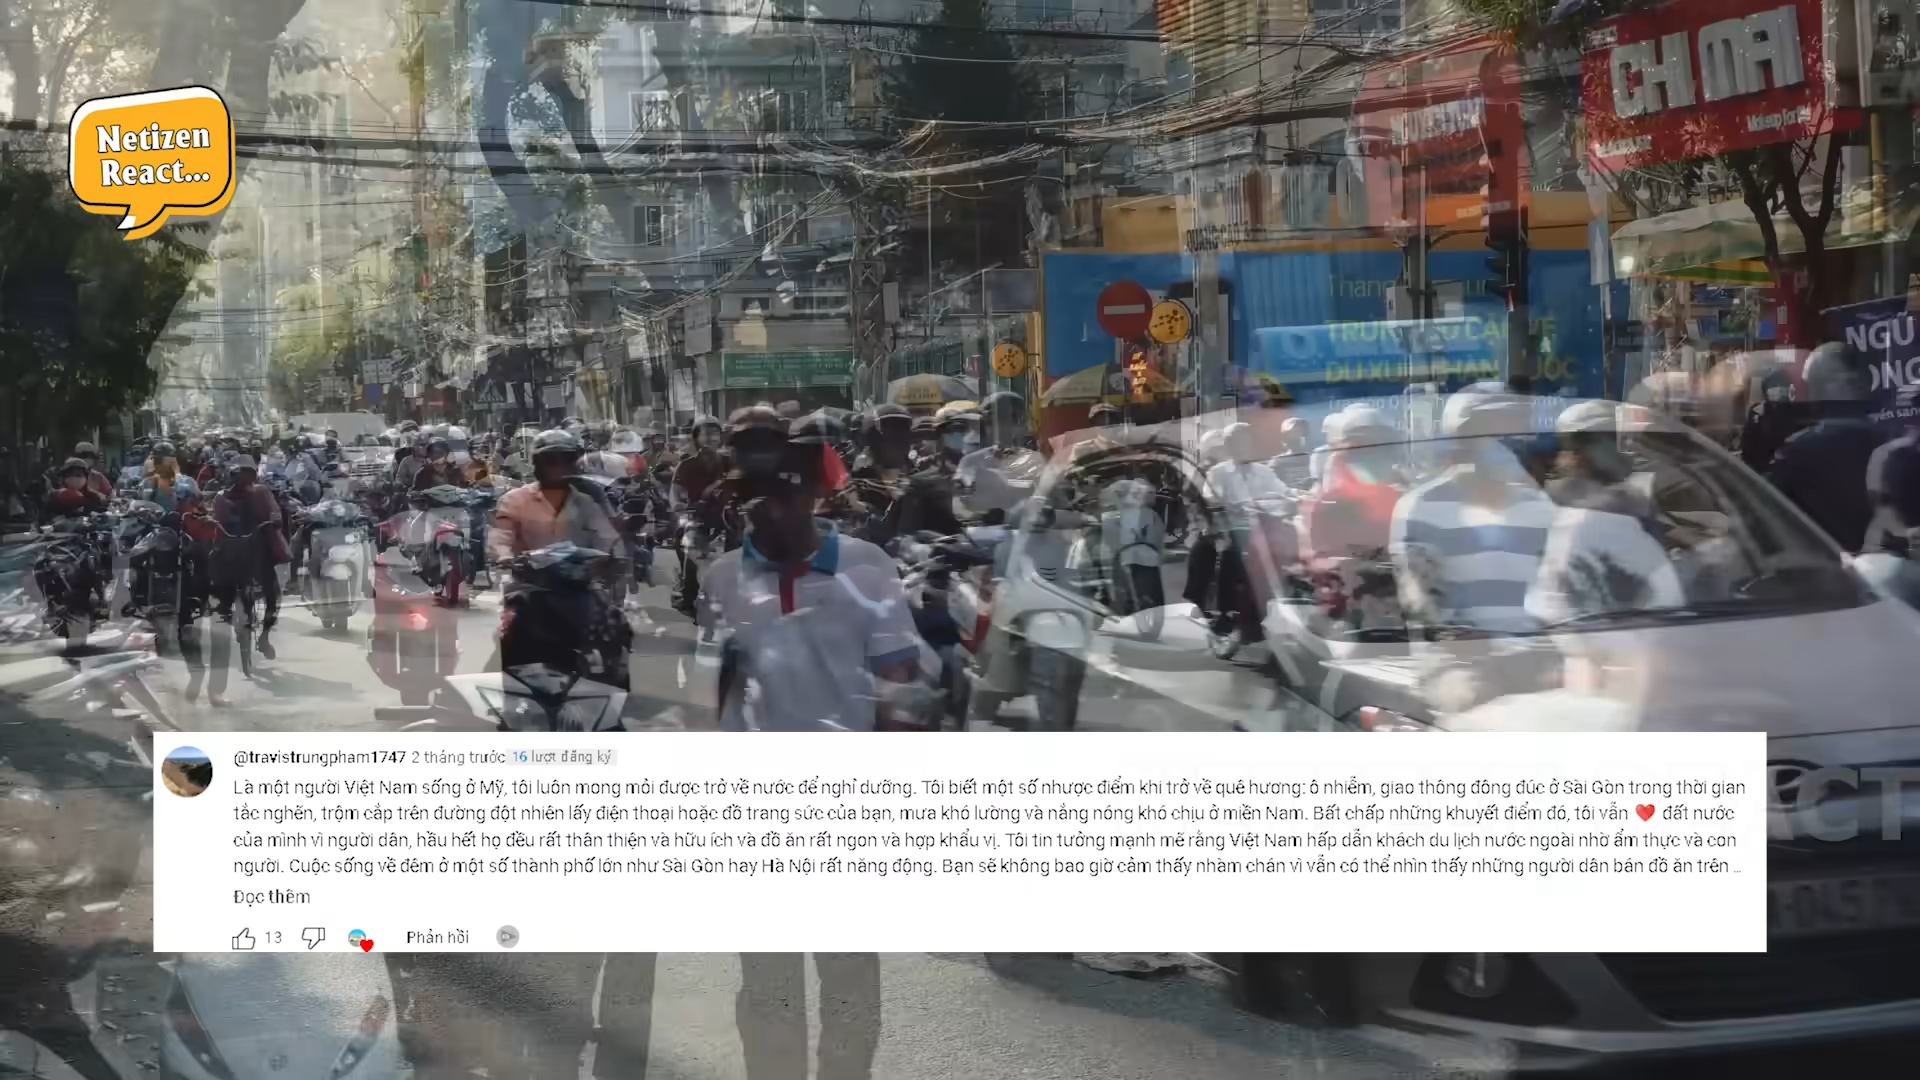 Netizen
React...
CHI MAI
NGŨ
@travistrungpham1747 2 tháng trước 16 lượt đăng ký
Là một người Việt Nam sống ở Mỹ, tôi luôn mong mỏi được trở về nước để nghỉ dưỡng. Tôi biết một số nhược điểm khi trở về quê hương: ô nhiễm, giao thông đông đúc ở Sài Gòn trong thời gian
tắc nghẽn, trộm cắp trên đường đột nhiên lấy điện thoại hoặc đồ trang sức của bạn, mưa khó lường và nắng nóng khó chịu ở miền Nam. Bất chấp những khuyết điểm đó, tôi vẫn ❤️ đất nước
của mình vì người dân, hầu hết họ đều rất thân thiện và hữu ích và đồ ăn rất ngon và hợp khẩu vị. Tôi tin tưởng mạnh mẽ rằng Việt Nam hấp dẫn khách du lịch nước ngoài nhờ ẩm thực và con
người. Cuộc sống về đêm ở một số thành phố lớn như Sài Gòn hay Hà Nội rất năng động. Bạn sẽ không bao giờ cảm thấy nhàm chán vì vẫn có thể nhìn thấy những người dân bán đồ ăn trên ...
Đọc thêm
13 Phản hồi